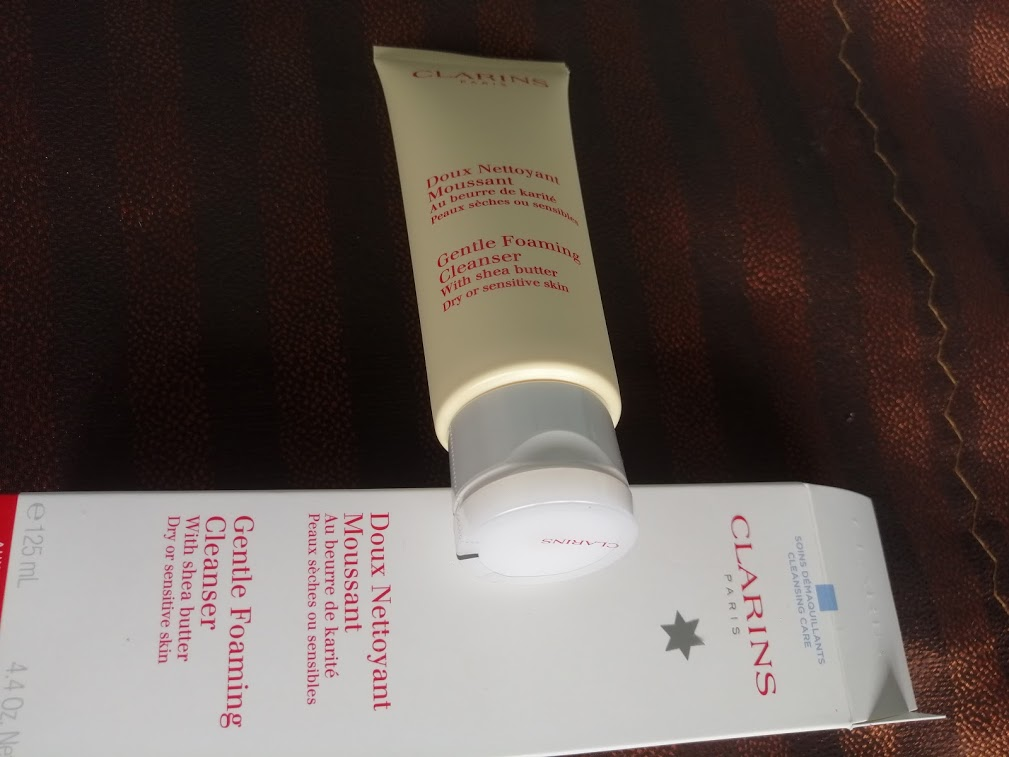 CLARINS
PARIS
Doux Nettoyant
Moussant
Au beurre de karité
Peaux sèches ou sensibles
Gentle Foaming
Cleanser
With shea butter
Dry or sensitive skin
CLARINS
SOINS DÉMAQUILLANTS
CLEANSING CARE
CLARINS
PARIS
Doux Nettoyant
Moussant
Au beurre de karité
Peaux sèches ou sensibles
Gentle Foaming
Cleanser
With shea butter
Dry or sensitive skin
℮ 125 mL
4.4 Oz.